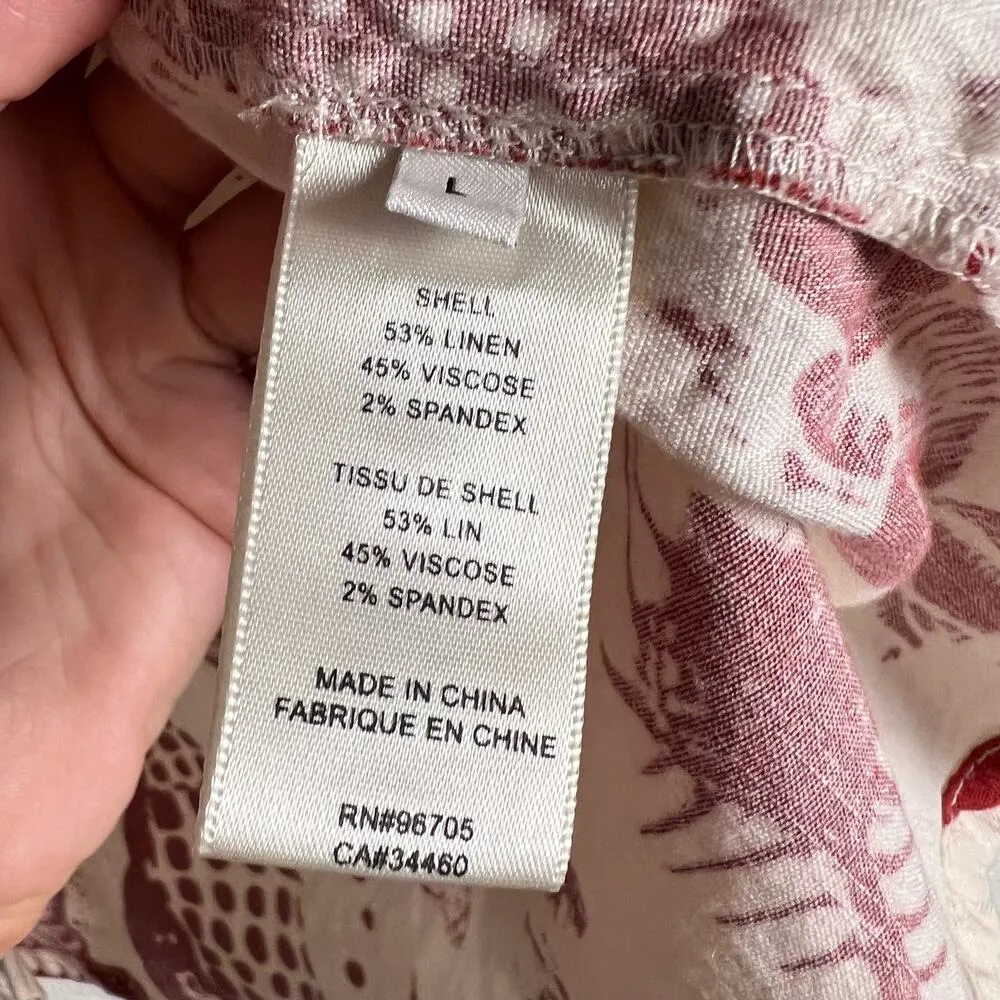 L
SHELL
53% LINEN
45% VISCOSE
2% SPANDEX
TISSU DE SHELL
53% LIN
45% VISCOSE
2% SPANDEX
MADE IN CHINA
FABRIQUE EN CHINE
RN#96705
CA#34460